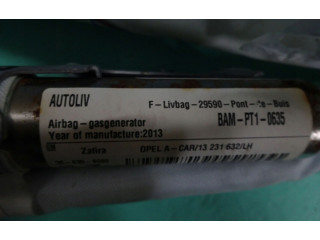 AUTOLIV
F-Livbag-29590-Pont-de-Buis
Airbag-gasgenerator
BAM-PT1-0635
Year of manufacture:2013
Zafira
OPEL A-CAR/13 231 632/LH